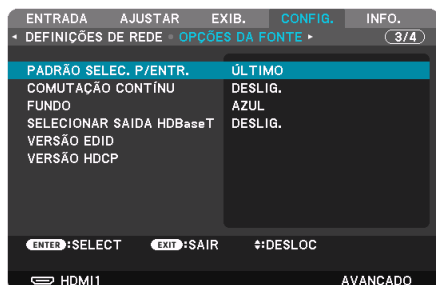 ENTRADA AJUSTAR EXIB. CONFIG. INFO.
DEFINIÇÕES DE REDE • OPÇÕES DA FONTE 3/4
PADRÃO SELEC. P/ENTR. ÚLTIMO
COMUTAÇÃO CONTÍNU DESLIG.
FUNDO AZUL
SELECIONAR SAIDA HDBaseT DESLIG.
VERSÃO EDID
VERSÃO HDCP
ENTER :SELECT EXIT :SAIR :DESLOC
HDMI1 AVANCADO